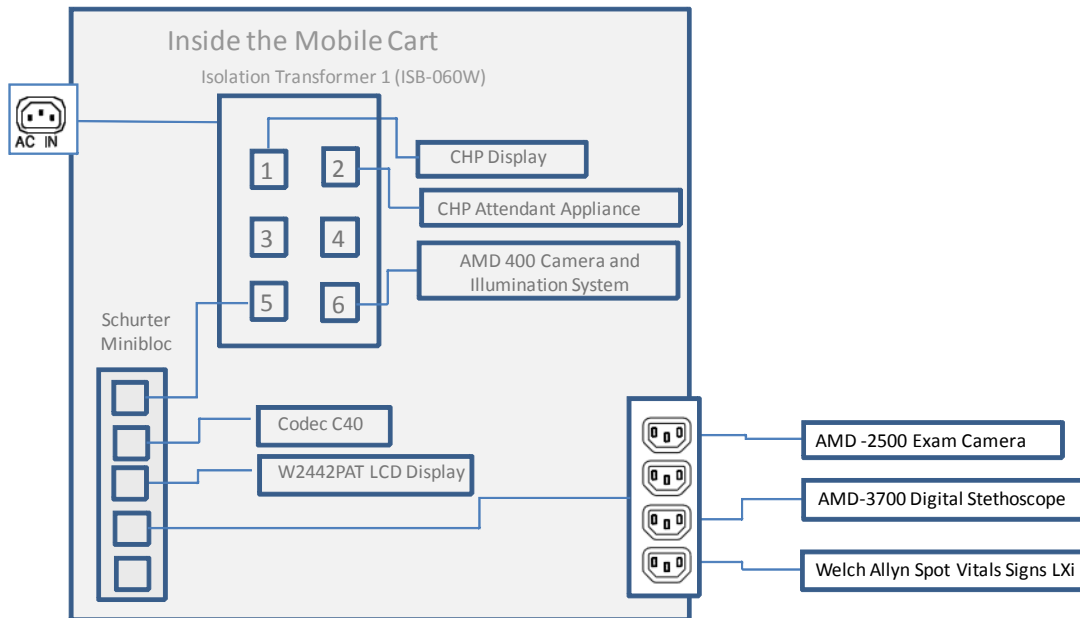 Inside the Mobile Cart
Isolation Transformer 1 (ISB-060W)
AC IN
1
2
CHP Display
CHP Attendant Appliance
3
4
AMD 400 Camera and
Illumination System
5
6
Schurter
Minibloc
Codec C40
W2442PAT LCD Display
AMD -2500 Exam Camera
AMD-3700 Digital Stethoscope
Welch Allyn Spot Vitals Signs LXi